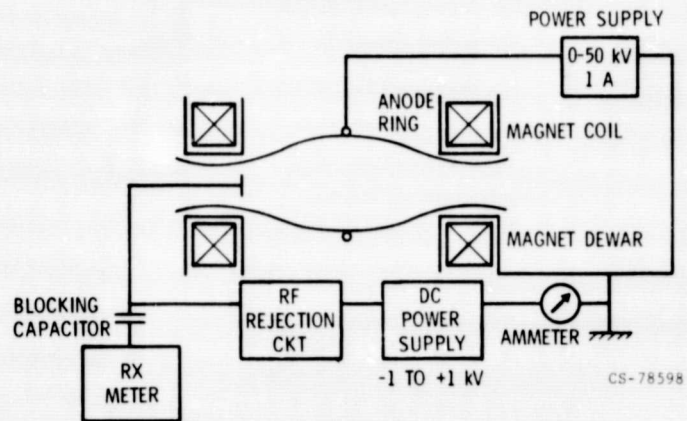 POWER SUPPLY
0-50 kV
1 A
ANODE
RING
MAGNET COIL
MAGNET DEWAR
BLOCKING
CAPACITOR
RF
REJECTION
CKT
DC
POWER
SUPPLY
AMMETER
-1 TO +1 kV
RX
METER
CS-78598